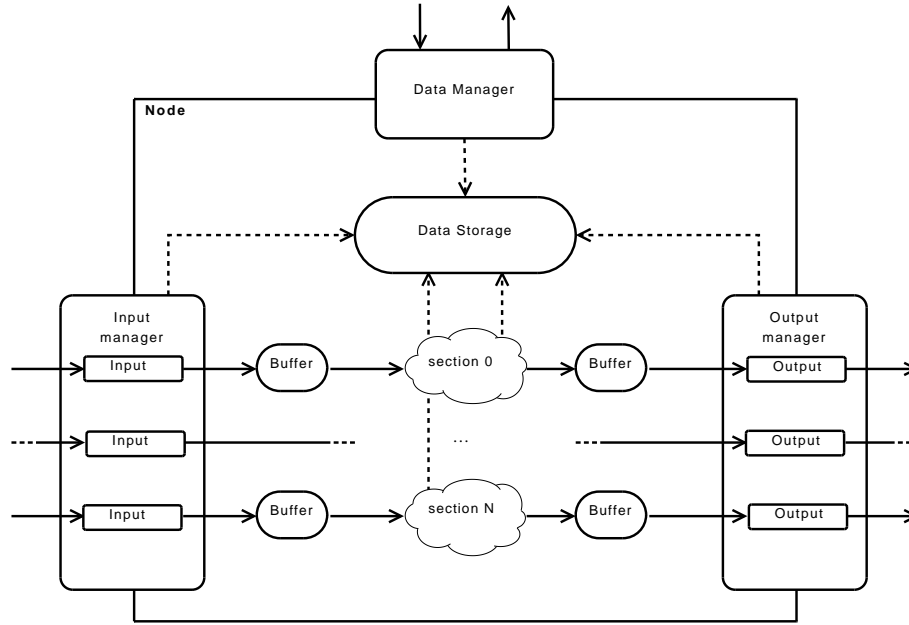 Data Manager
Node
Data Storage
Input
manager
Output
manager
Input
Buffer
section 0
Buffer
Output
Input
...
Output
Input
Buffer
section N
Buffer
Output